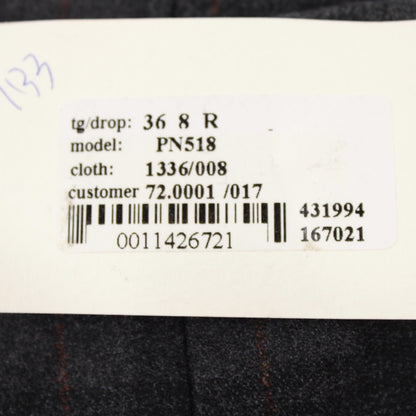 133
tg/drop: 36 8 R
model: PN518
cloth: 1336/008
customer 72.0001 /017
431994
0011426721 167021